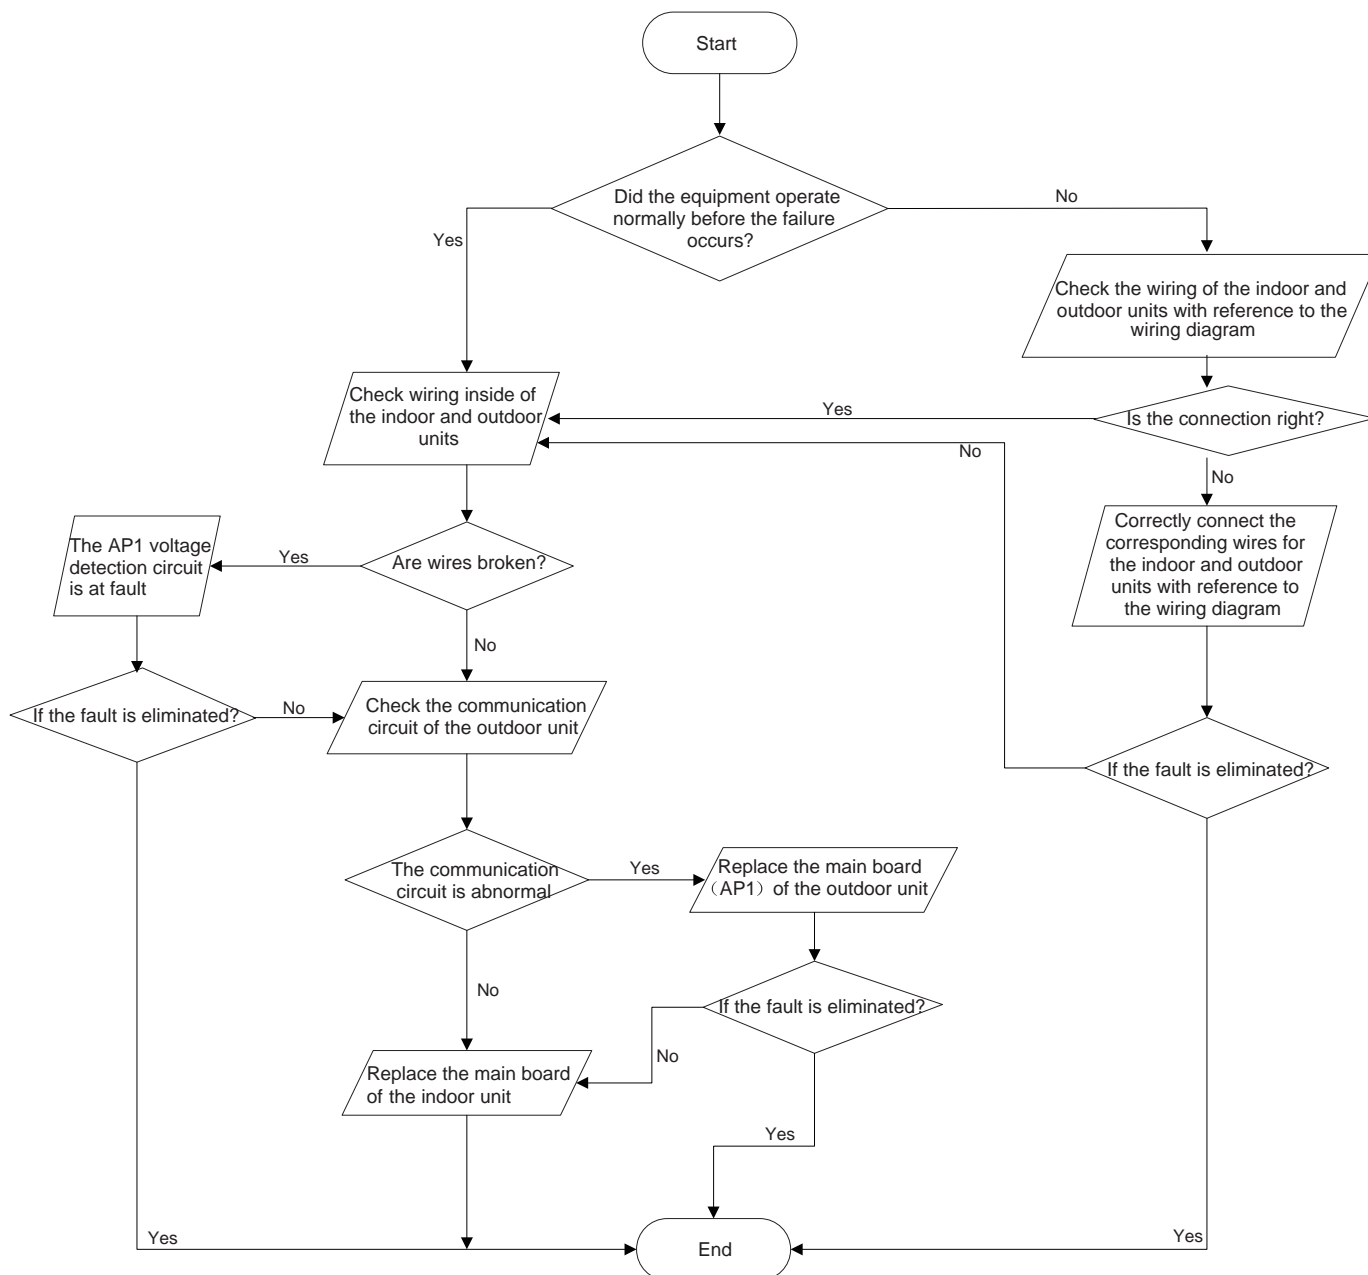 Start
Did the equipment operate
normally before the failure
occurs?
No
Yes
Check the wiring of the indoor and
outdoor units with reference to the
wiring diagram
Check wiring inside of
the indoor and outdoor
units
Yes
Is the connection right?
No
No
The AP1 voltage
detection circuit
is at fault
Yes
Are wires broken?
Correctly connect the
corresponding wires for
the indoor and outdoor
units with reference to
the wiring diagram
No
If the fault is eliminated?
No
Check the communication
circuit of the outdoor unit
If the fault is eliminated?
The communication
circuit is abnormal
Yes
Replace the main board
（AP1）of the outdoor unit
No
If the fault is eliminated?
No
Replace the main board
of the indoor unit
Yes
Yes
End
Yes